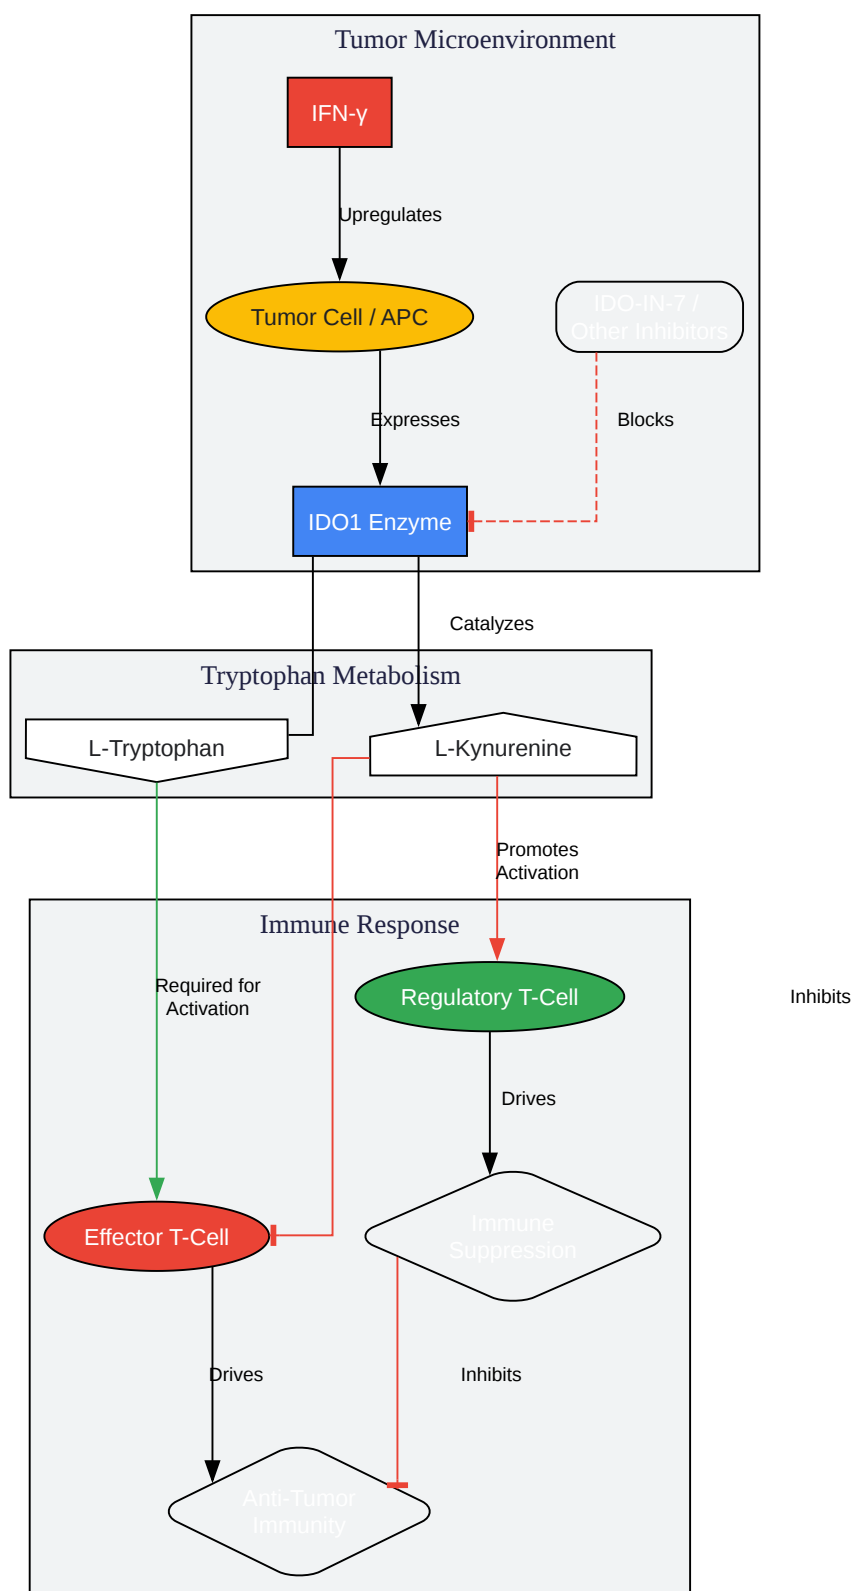 Tumor Microenvironment
IFN-γ
Upregulates
Tumor Cell / APC
IDO-IN-7 /
Other Inhibitors
Expresses
Blocks
IDO1 Enzyme
Catalyzes
Tryptophan Metabolism
L-Tryptophan
L-Kynurenine
Promotes
Activation
Immune Response
Required for
Activation
Regulatory T-Cell
Inhibits
Drives
Effector T-Cell
Immune
Suppression
Drives
Inhibits
Anti-Tumor
Immunity